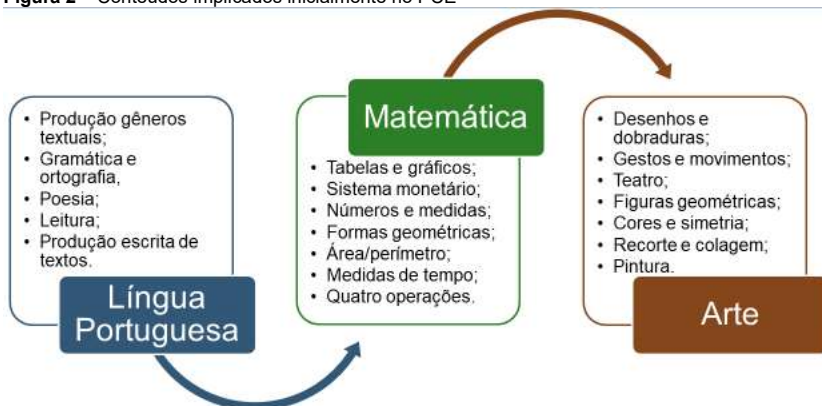 Figura 2 – Conteúdos implicados inicialmente no PSE
• Produção gêneros
textuais;
• Gramática e
ortografia,
• Poesia;
• Leitura;
• Produção escrita de
textos.
Língua
Portuguesa
Matemática
• Tabelas e gráficos;
• Sistema monetário;
• Números e medidas;
• Formas geométricas;
• Área/perímetro;
• Medidas de tempo;
• Quatro operações.
• Desenhos e
dobraduras;
• Gestos e movimentos;
• Teatro;
• Figuras geométricas;
• Cores e simetria;
• Recorte e colagem;
• Pintura.
Arte